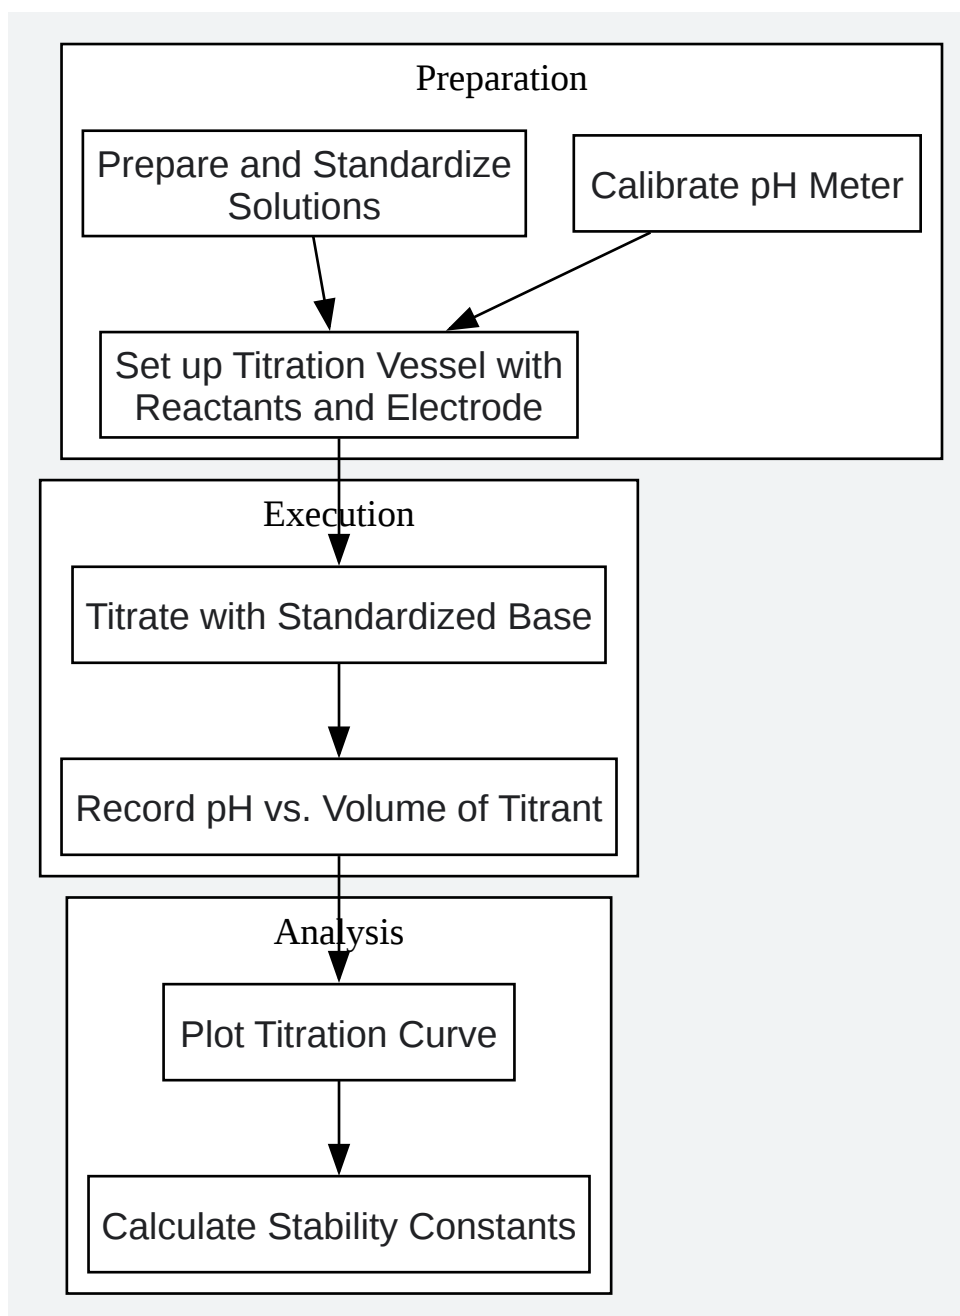 Preparation
Prepare and Standardize
Solutions
Calibrate pH Meter
Set up Titration Vessel with
Reactants and Electrode
Execution
Titrate with Standardized Base
Record pH vs. Volume of Titrant
Analysis
Plot Titration Curve
Calculate Stability Constants